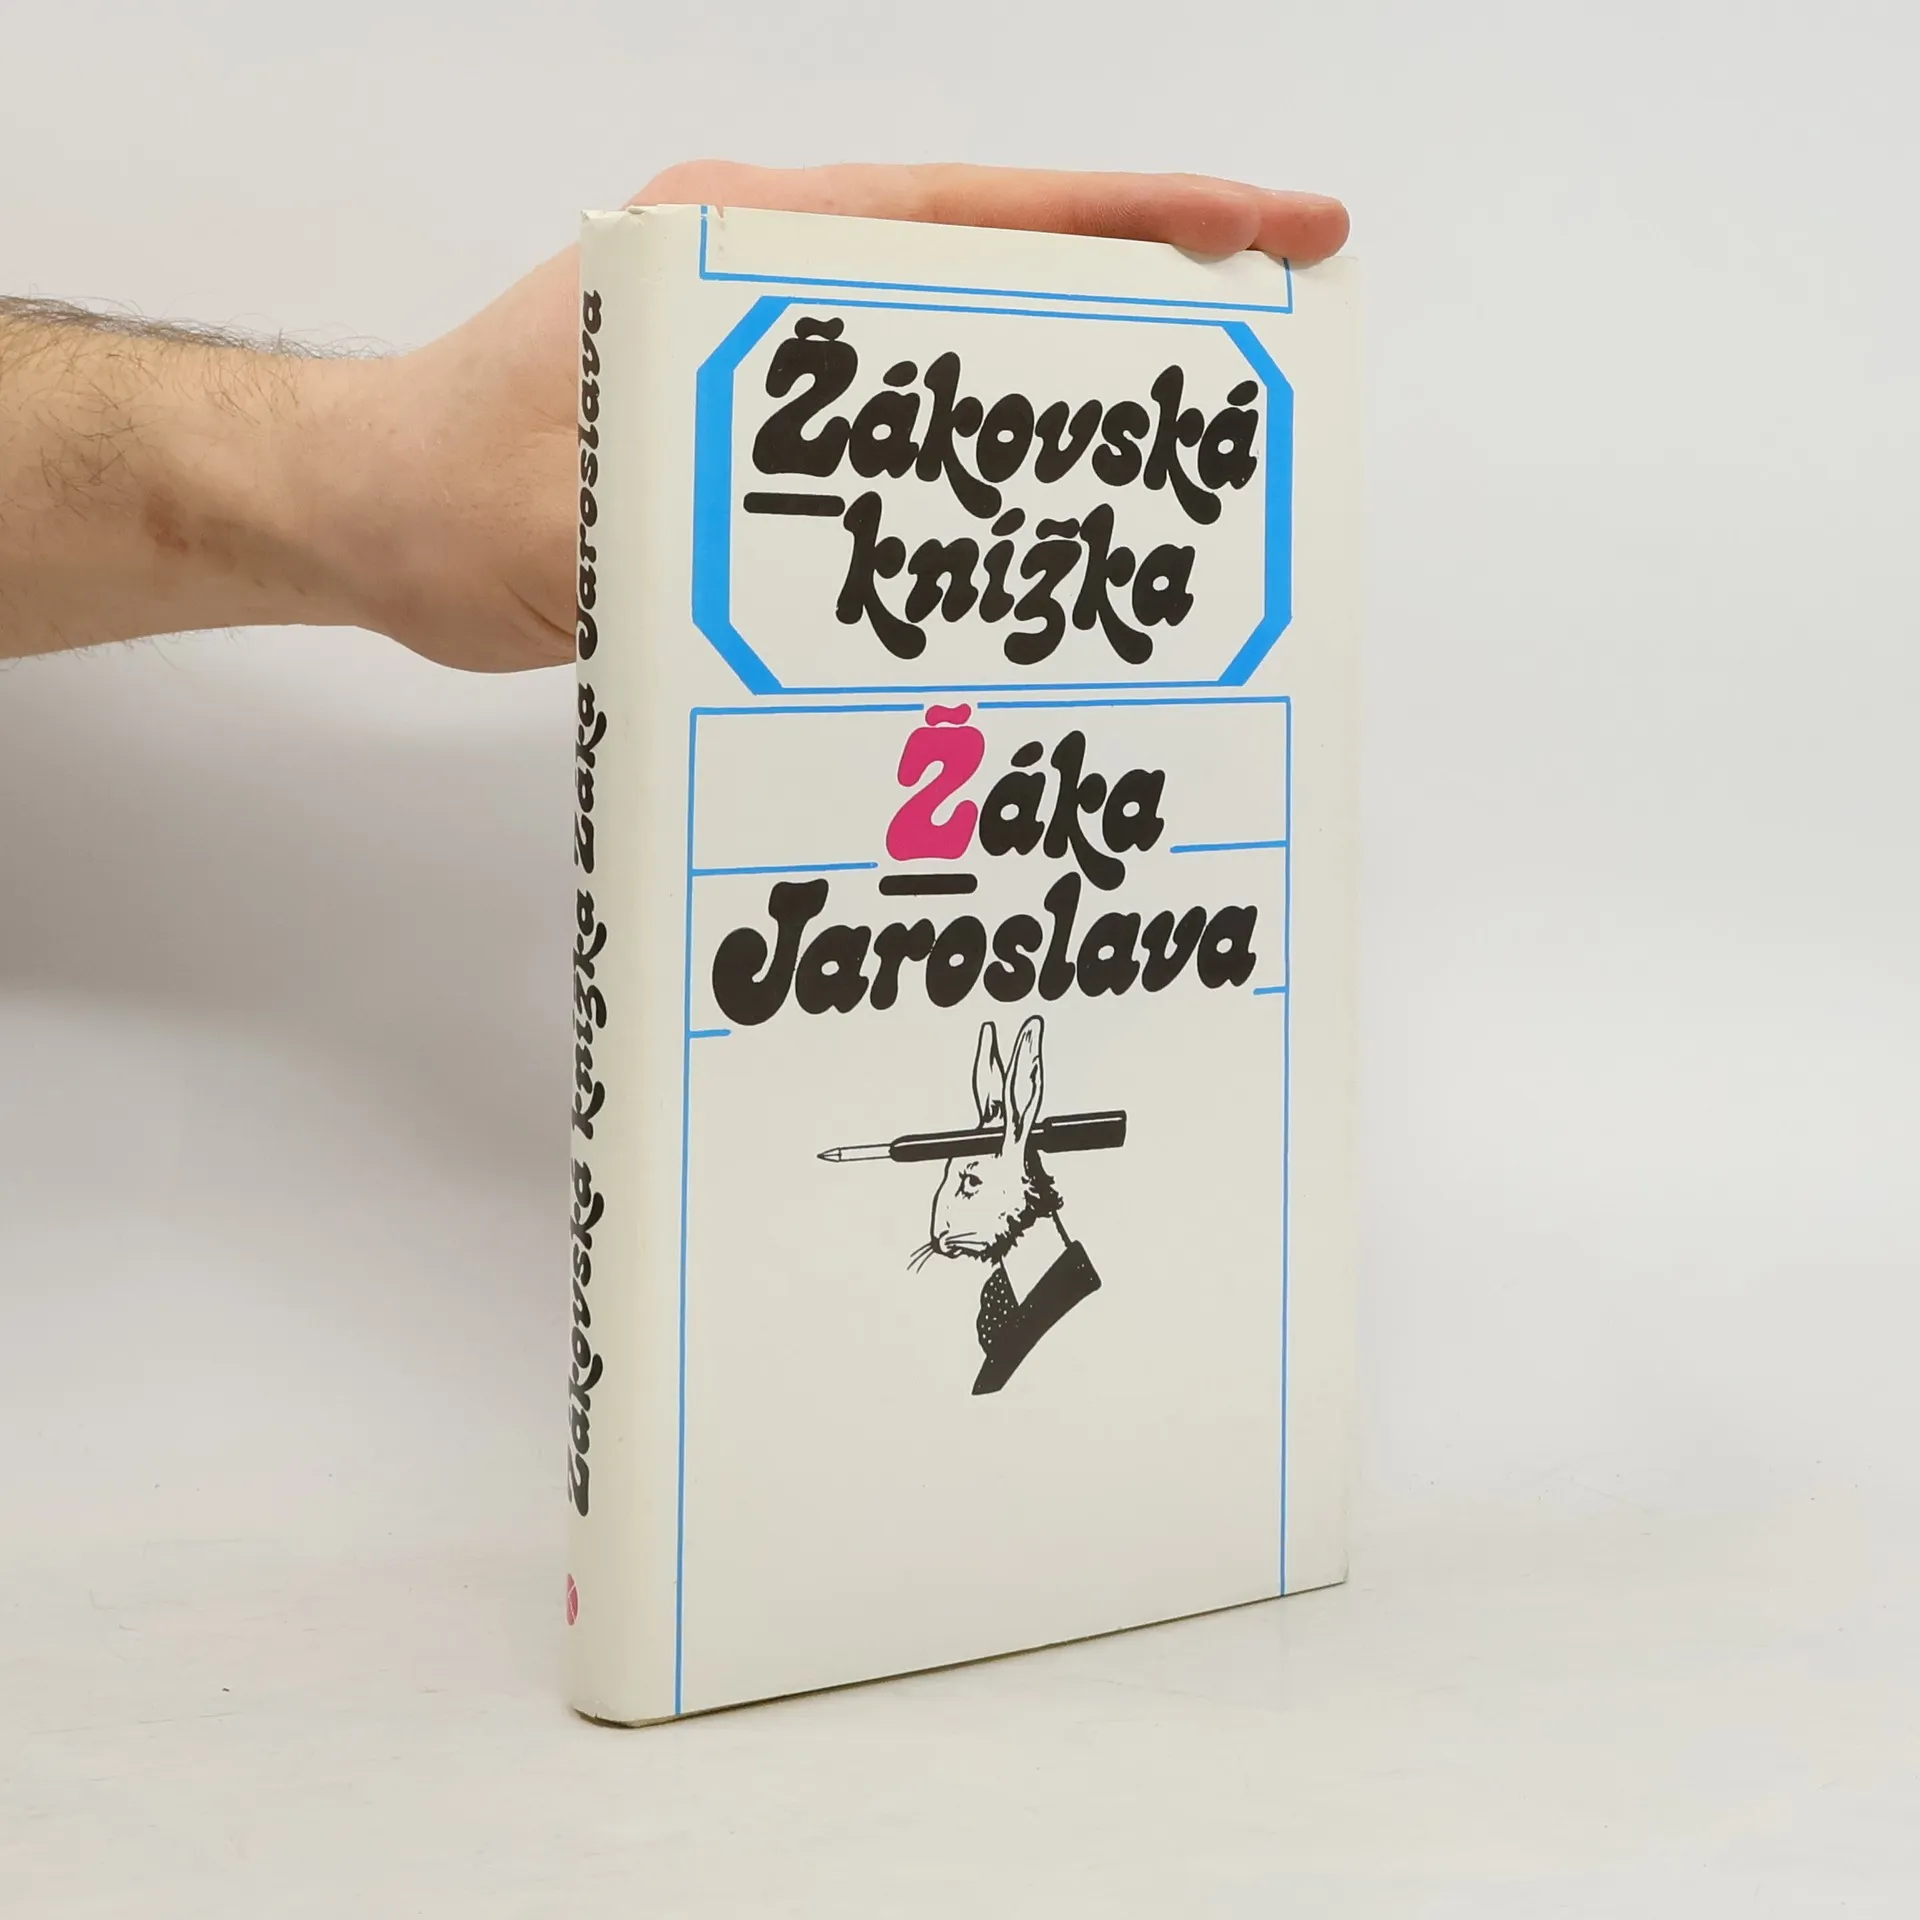 Žákovská
knížka
Žáka
Jaroslava
Žákovská knížka Žáka Jaroslava